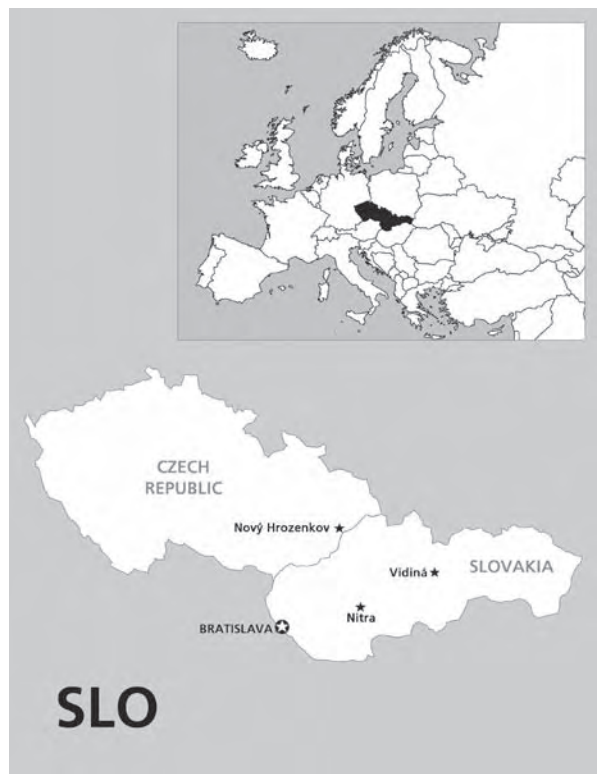 CZECH
REPUBLIC
Nový Hrozenkov
Vidiná
SLOVAKIA
Nitra
BRATISLAVA
SLO